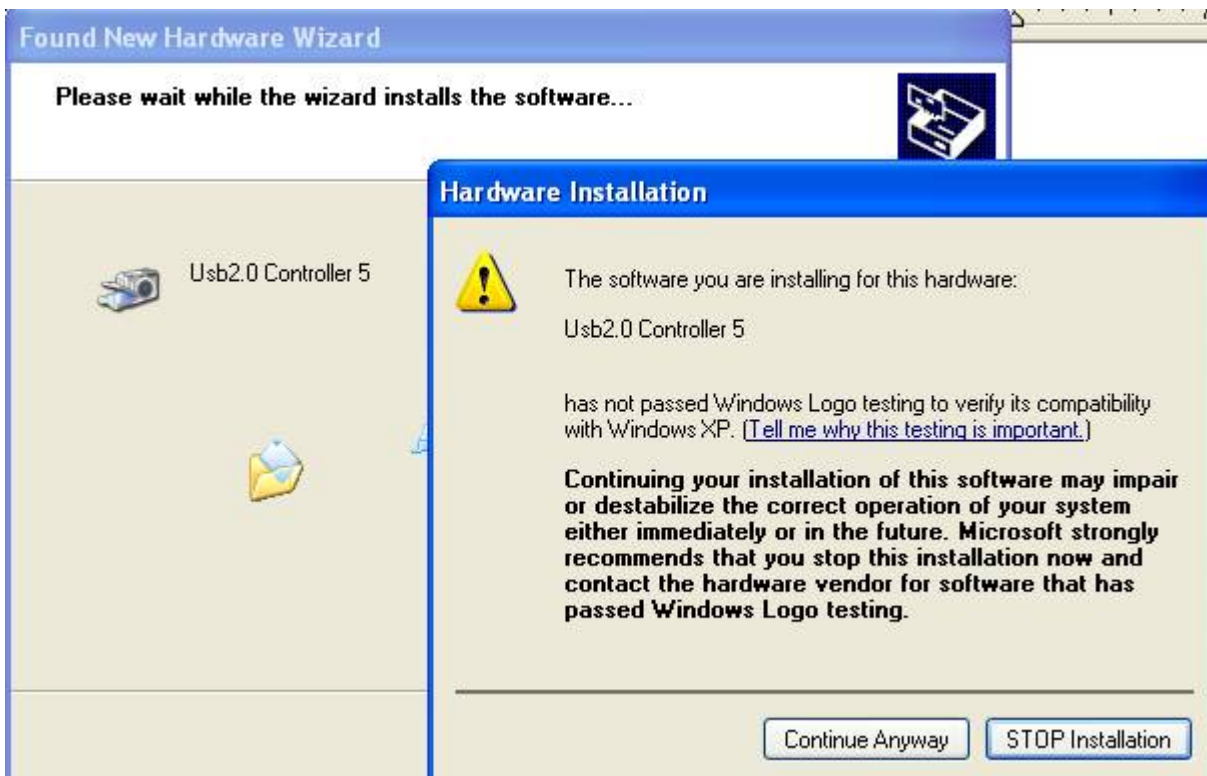 Found New Hardware Wizard
Please wait while the wizard installs the software...
Hardware Installation
Usb2.0 Controller 5
The software you are installing for this hardware:
Usb2.0 Controller 5
has not passed Windows Logo testing to verify its compatibility
with Windows XP. (Tell me why this testing is important.)
Continuing your installation of this software may impair
or destabilize the correct operation of your system
either immediately or in the future. Microsoft strongly
recommends that you stop this installation now and
contact the hardware vendor for software that has
passed Windows Logo testing.
Continue Anyway
STOP Installation